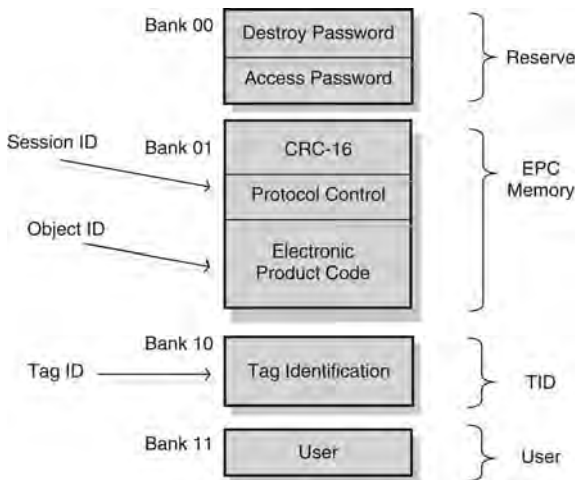 Bank 00
Destroy Password
Access Password
Reserve
Session ID
Bank 01
CRC-16
Protocol Control
EPC
Memory
Object ID
Electronic
Product Code
Bank 10
Tag ID
Tag Identification
TID
Bank 11
User
User